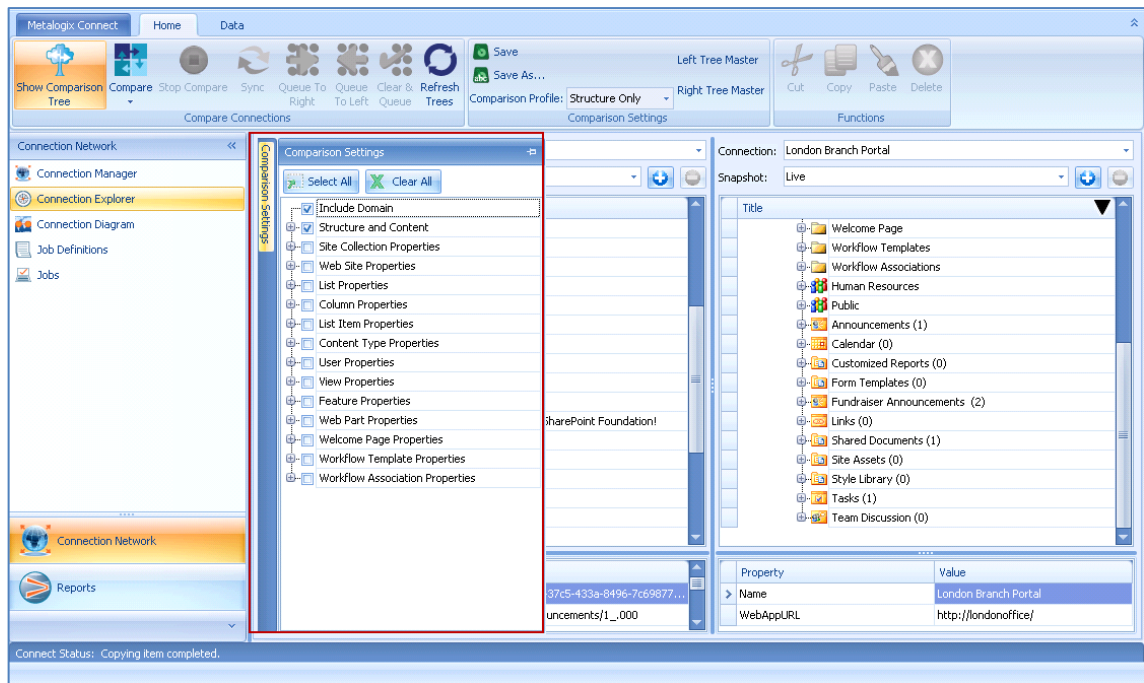 Metalogix Connect Home Data
Show Comparison Tree
Compare
Stop Compare
Sync
Queue To Right
Queue To Left
Clear & Queue
Refresh Trees
Compare Connections
Save
Save As...
Comparison Profile: Structure Only
Left Tree Master
Right Tree Master
Comparison Settings
Cut
Copy
Paste
Delete
Functions
Connection Network
Connection Manager
Connection Explorer
Connection Diagram
Job Definitions
Jobs
Connection Network
Reports
Comparison Settings
Comparison Settings
Select All Clear All
Include Domain
Structure and Content
Site Collection Properties
Web Site Properties
List Properties
Column Properties
List Item Properties
Content Type Properties
User Properties
View Properties
Feature Properties
Web Part Properties
Welcome Page Properties
Workflow Template Properties
Workflow Association Properties
SharePoint Foundation!
-37c5-433a-8496-7c69877...
uncements/1_.000
Connection: London Branch Portal
Snapshot: Live
Title
Welcome Page
Workflow Templates
Workflow Associations
Human Resources
Public
Announcements (1)
Calendar (0)
Customized Reports (0)
Form Templates (0)
Fundraiser Announcements (2)
Links (0)
Shared Documents (1)
Site Assets (0)
Style Library (0)
Tasks (1)
Team Discussion (0)
Property Value
Name London Branch Portal
WebAppURL http://londonoffice/
Connect Status: Copying item completed.